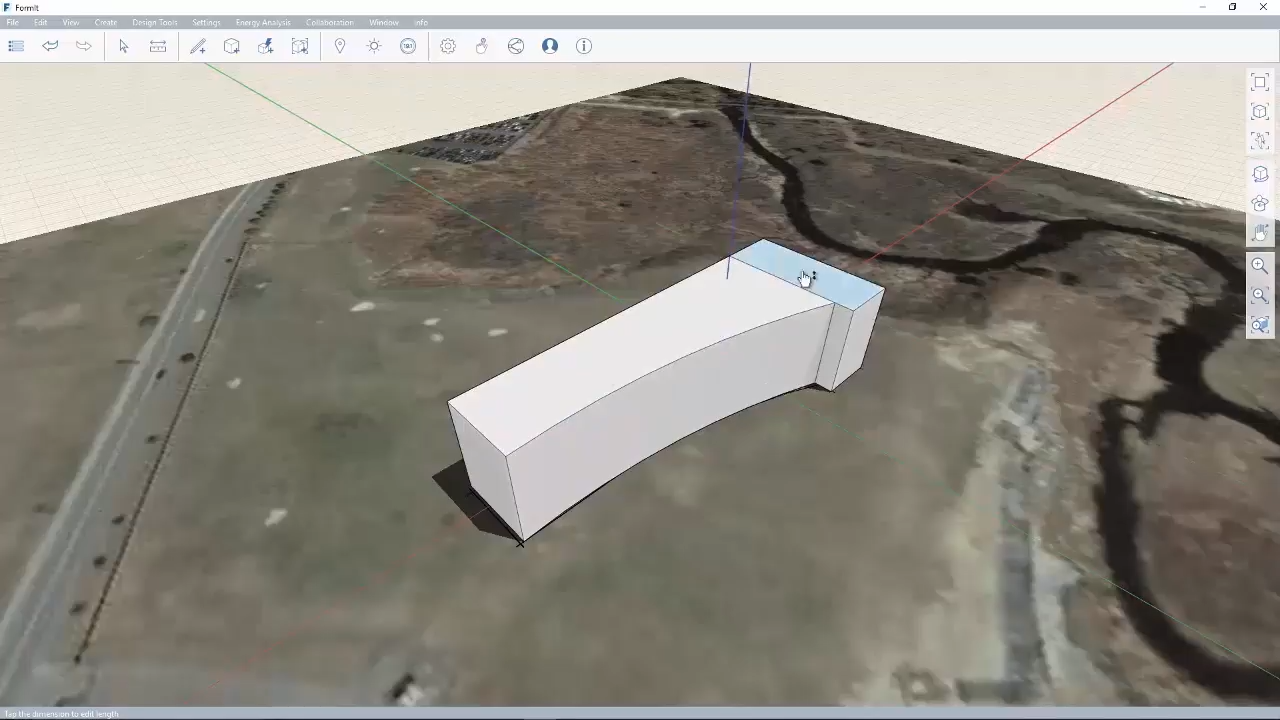 FormIt
File Edit View Create Design Tools Settings Energy Analysis Collaboration Window Info
Tap the dimension to edit length